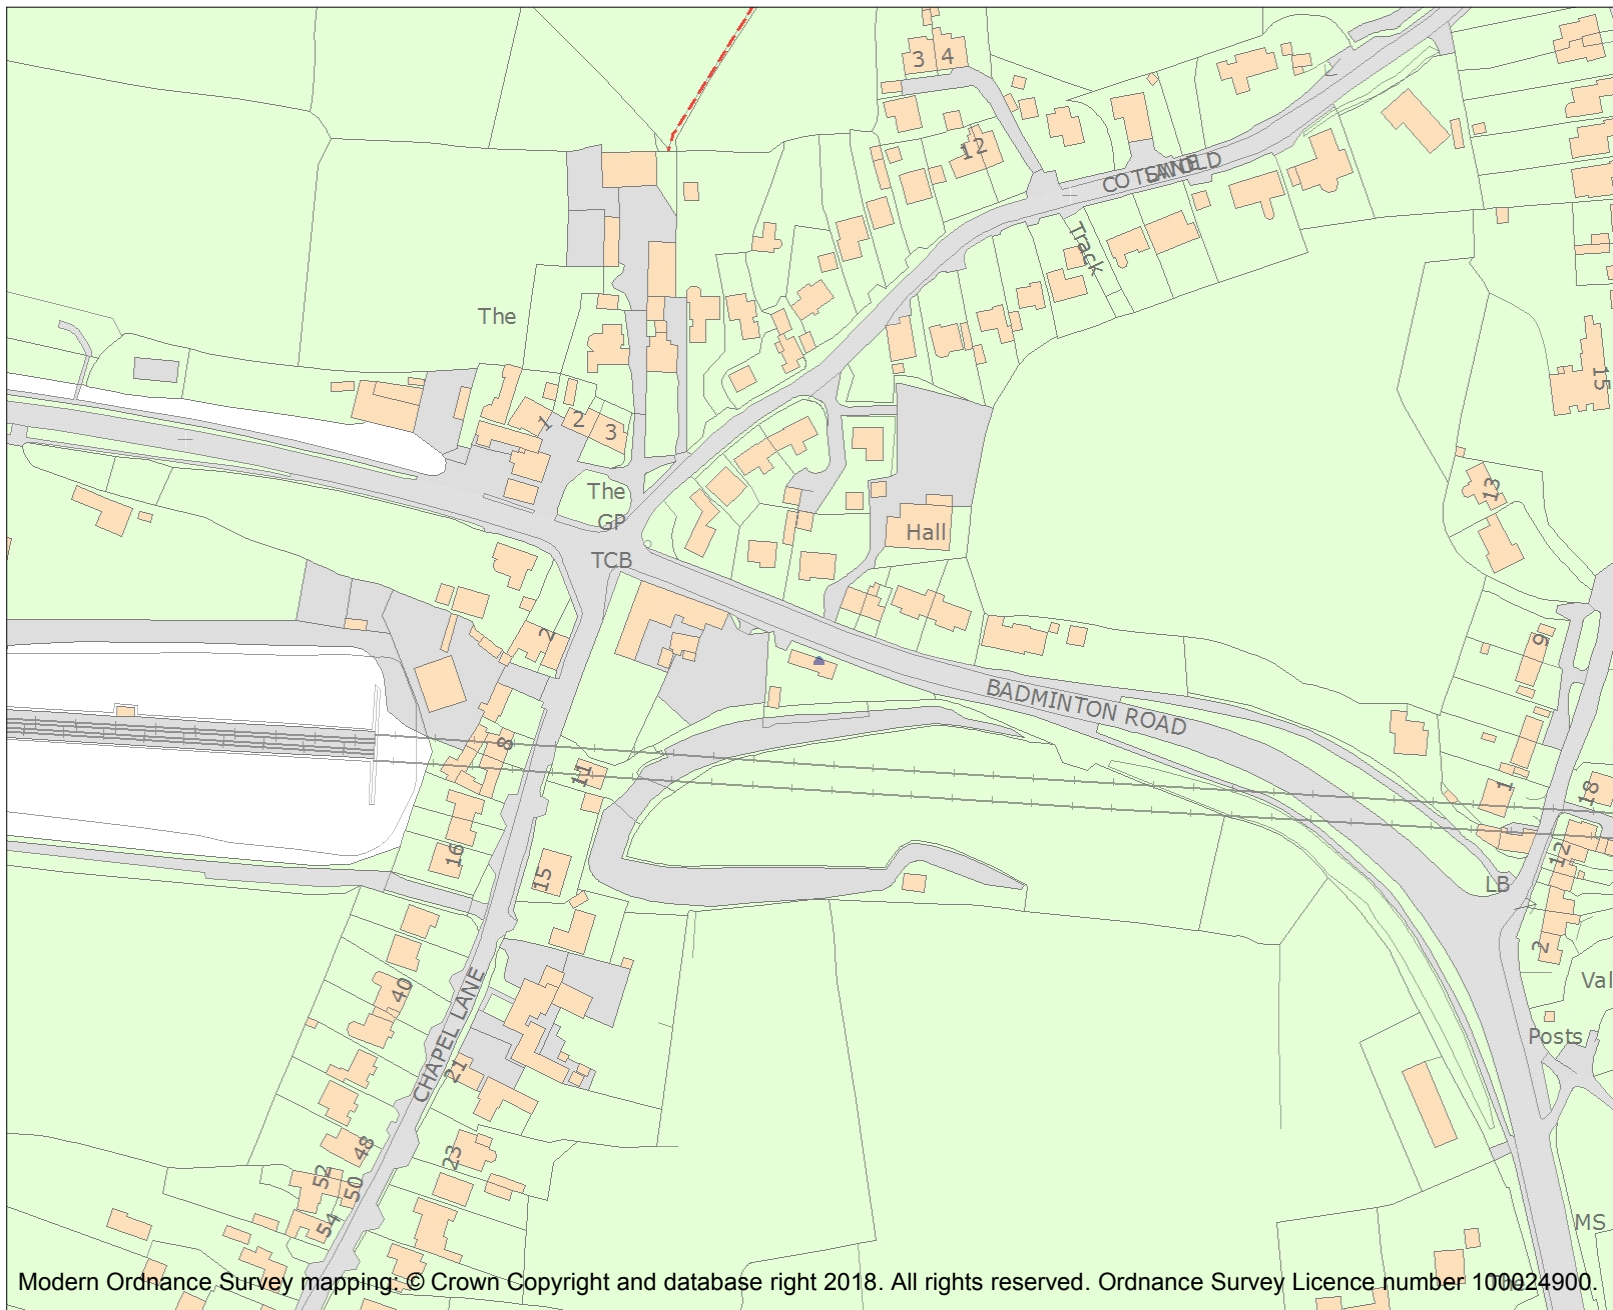 3 4
12
COTSWOLD
LANE
Track
The
15
1 2 3
The
GP
TCB
Hall
13
2
9
BADMINTON ROAD
8
11
1
18
16
15
12
LB
2
40
CHAPEL LANE
Val
Posts
21
48
23
52
50
54
MS
The
Modern Ordnance Survey mapping: © Crown Copyright and database right 2018. All rights reserved. Ordnance Survey Licence number 100024900.